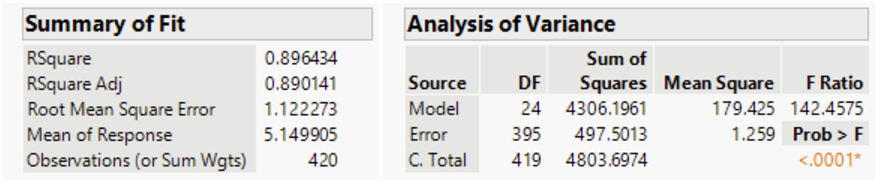 Summary of Fit
RSquare 0.896434
RSquare Adj 0.890141
Root Mean Square Error 1.122273
Mean of Response 5.149905
Observations (or Sum Wgts) 420
Analysis of Variance
Sum of
Source DF Squares Mean Square F Ratio
Model 24 4306.1961 179.425 142.4575
Error 395 497.5013 1.259 Prob > F
C. Total 419 4803.6974 <.0001*